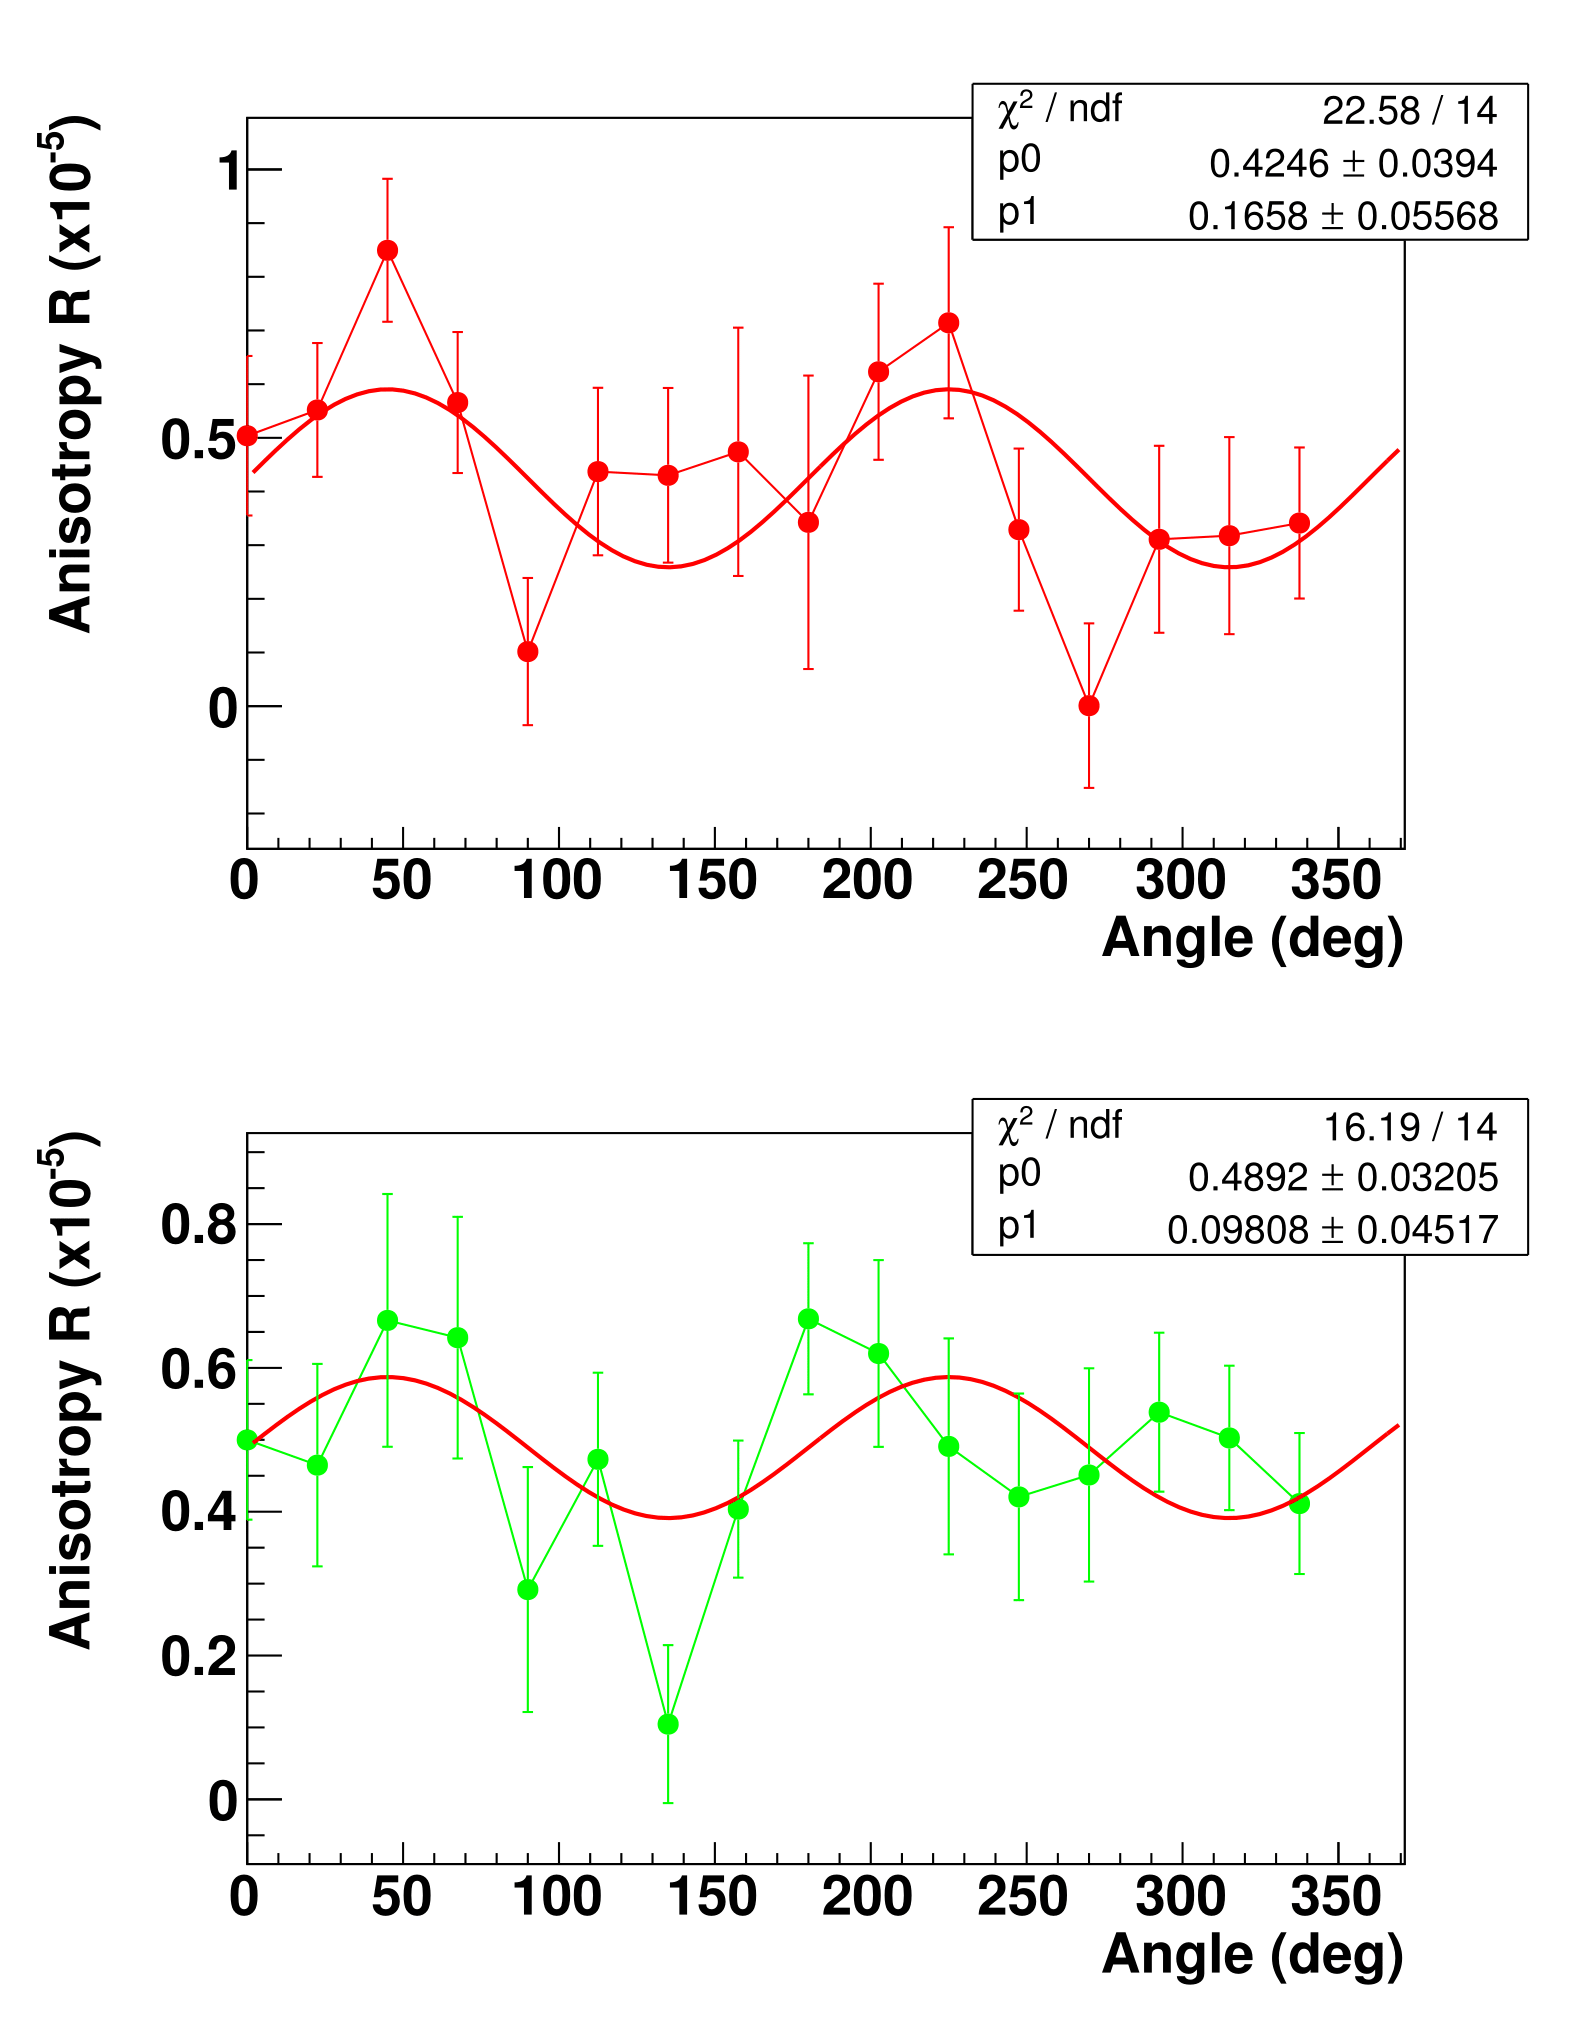 χ² / ndf 22.58 / 14
p0 0.4246 ± 0.0394
p1 0.1658 ± 0.05568
Anisotropy R (x10⁻⁵)
1
0.5
0
0 50 100 150 200 250 300 350
Angle (deg)
χ² / ndf 16.19 / 14
p0 0.4892 ± 0.03205
p1 0.09808 ± 0.04517
Anisotropy R (x10⁻⁵)
0.8
0.6
0.4
0.2
0
0 50 100 150 200 250 300 350
Angle (deg)